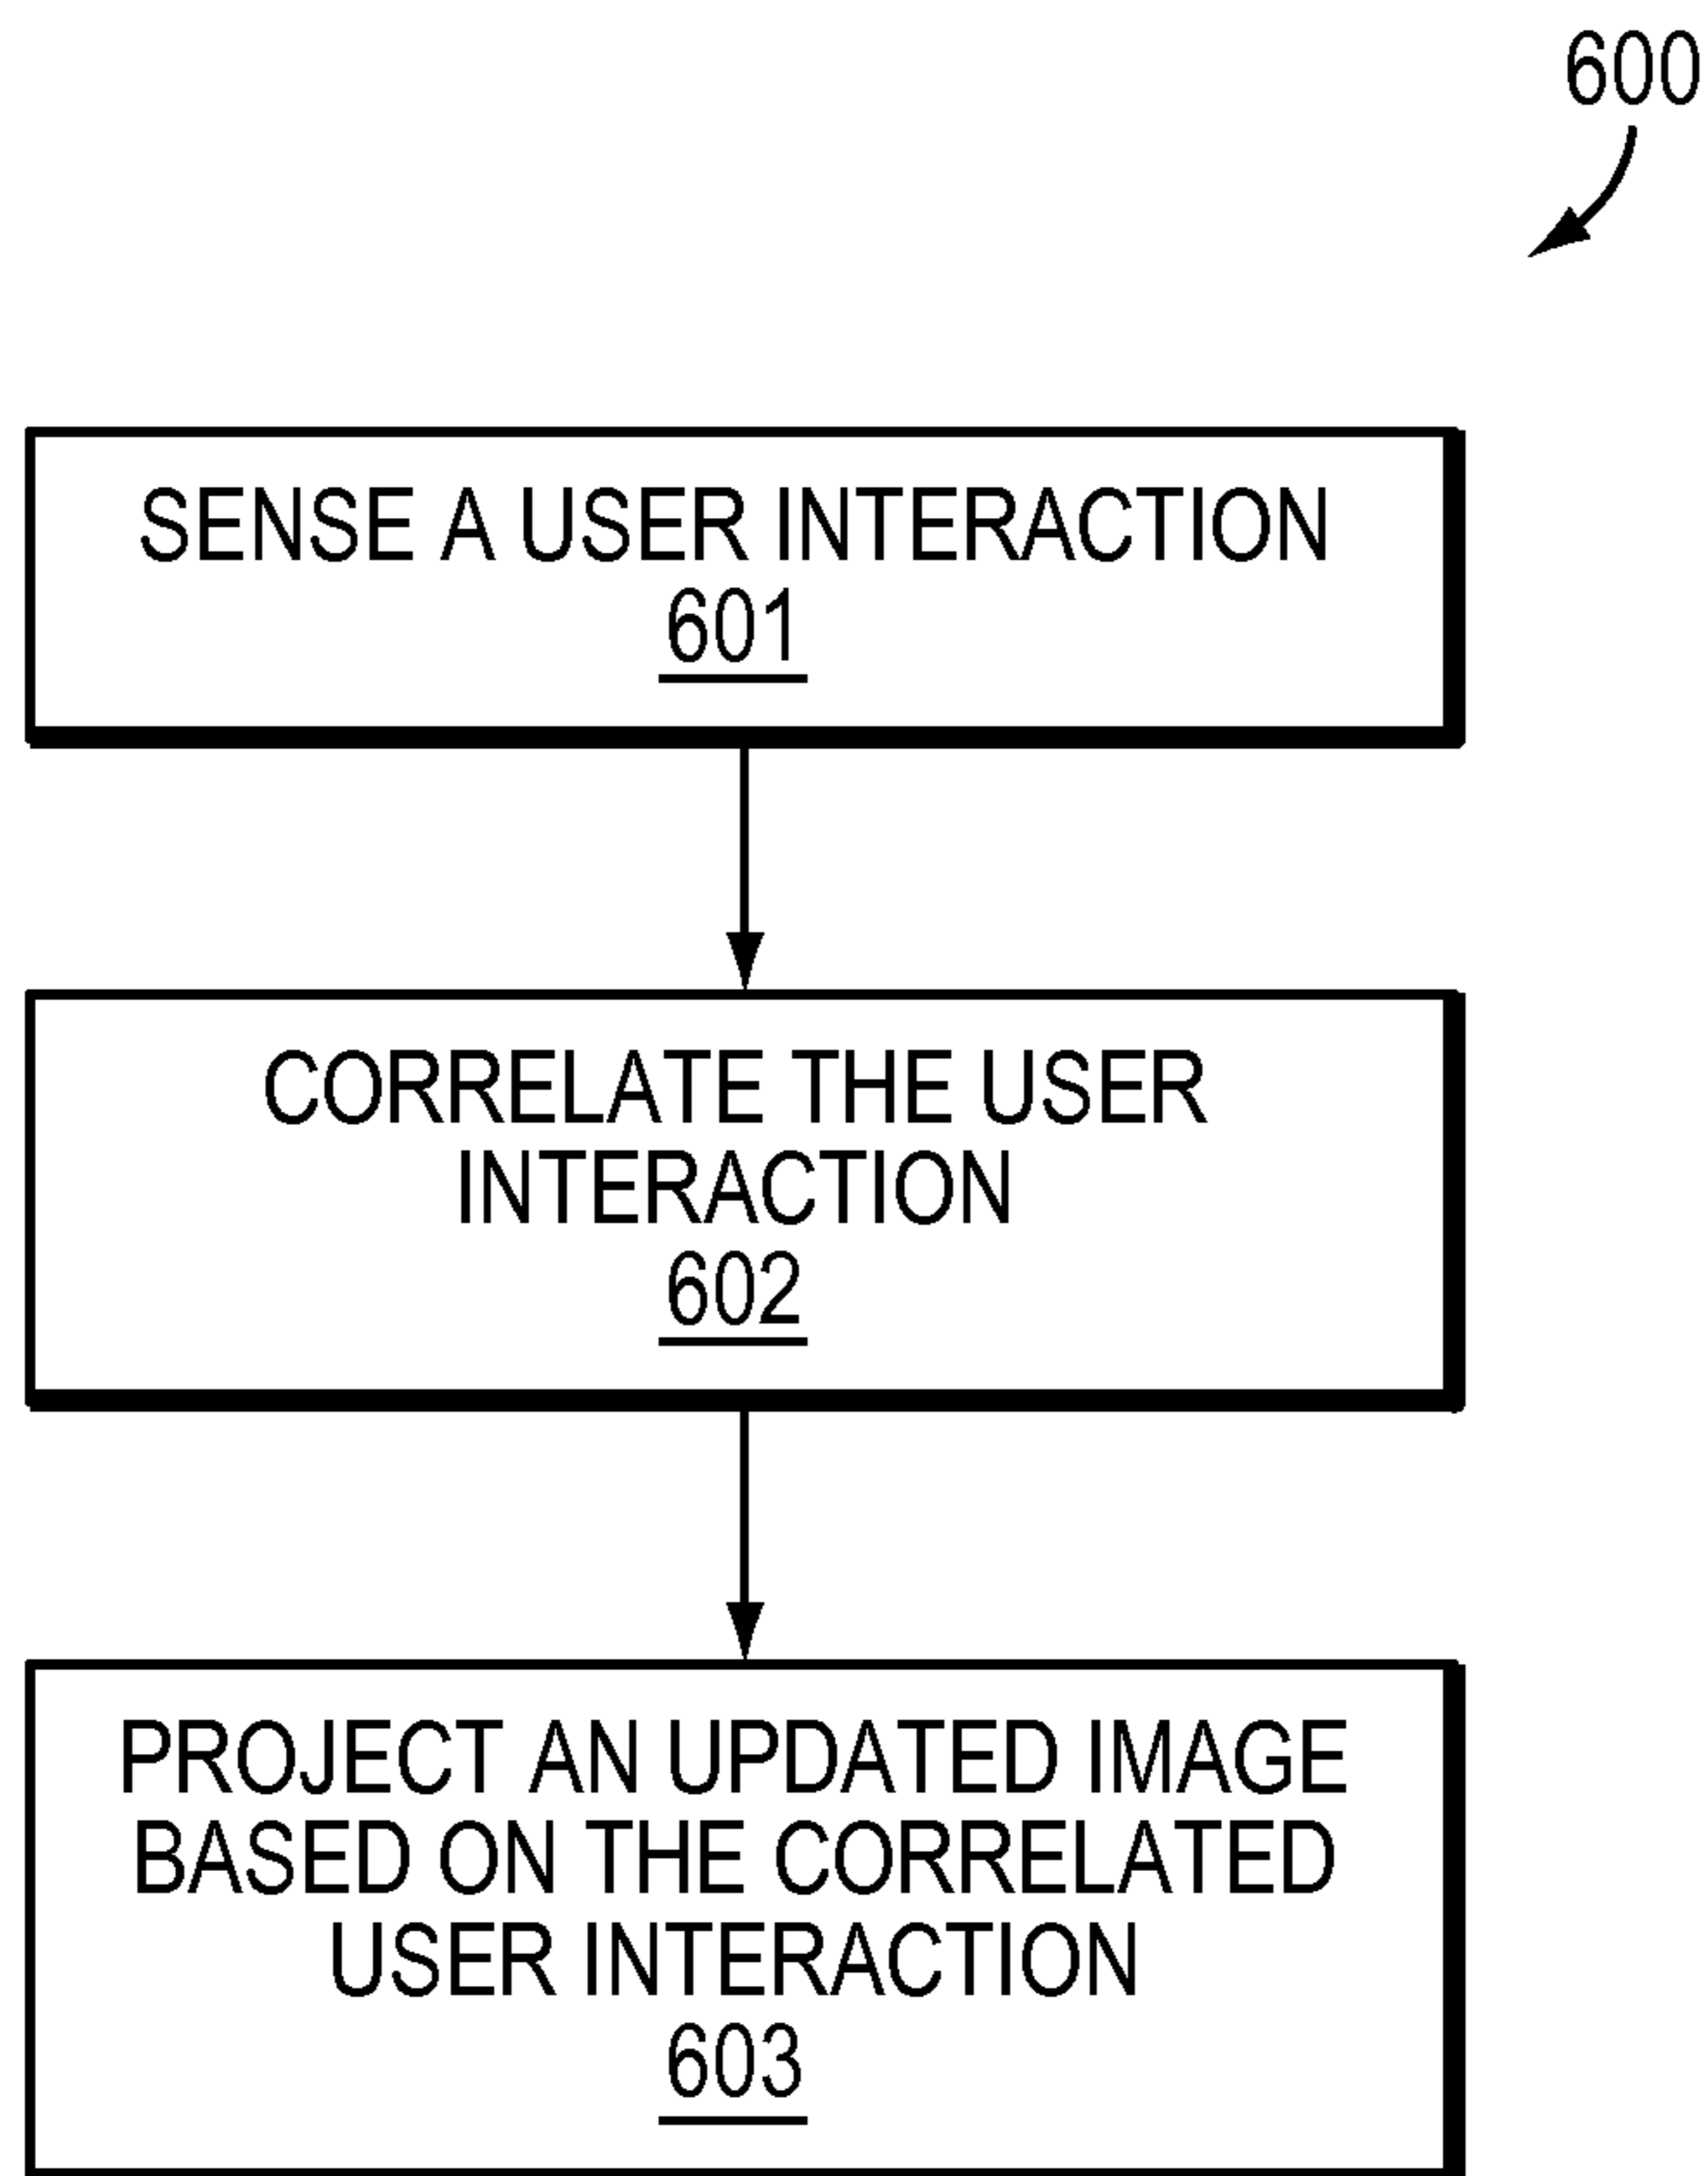 600
SENSE A USER INTERACTION
601
CORRELATE THE USER
INTERACTION
602
PROJECT AN UPDATED IMAGE
BASED ON THE CORRELATED
USER INTERACTION
603